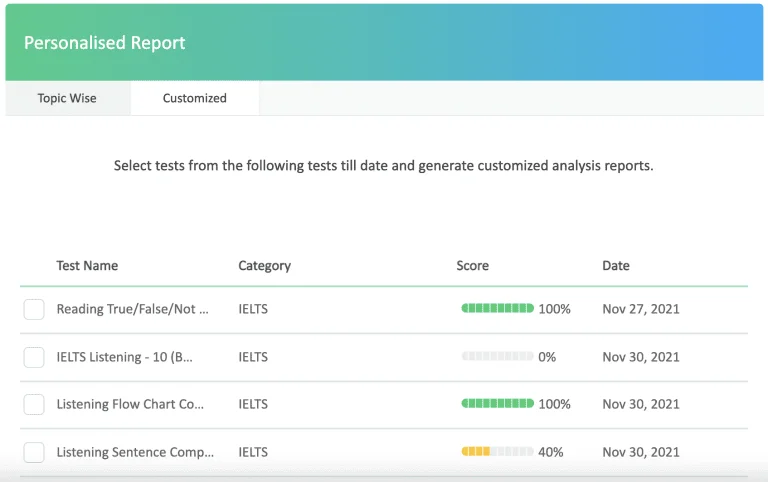 Personalised Report
Topic Wise Customized
Select tests from the following tests till date and generate customized analysis reports.
Test Name Category Score Date
Reading True/False/Not ... IELTS 100% Nov 27, 2021
IELTS Listening - 10 (B... IELTS 0% Nov 30, 2021
Listening Flow Chart Co... IELTS 100% Nov 30, 2021
Listening Sentence Comp... IELTS 40% Nov 30, 2021